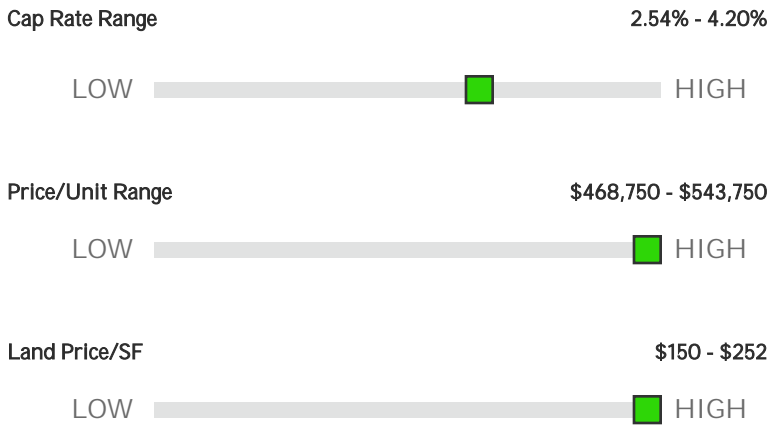 Cap Rate Range 2.54% - 4.20%
LOW HIGH
Price/Unit Range $468,750 - $543,750
LOW HIGH
Land Price/SF $150 - $252
LOW HIGH